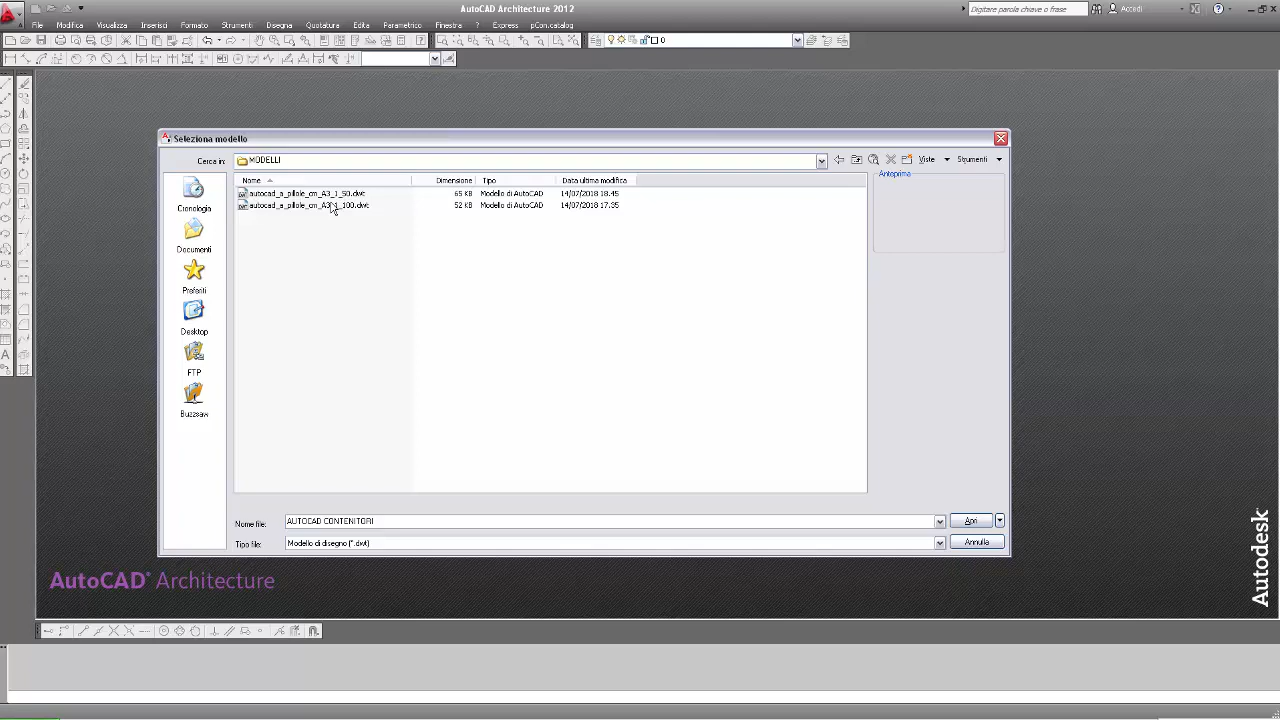 AutoCAD Architecture 2012
Digitare parola chiave o frase
Accedi
File Modifica Visualizza Inserisci Formato Strumenti Disegna Quotatura Edita Parametrico Finestra ? Express pCon.catalog
0
Seleziona modello
Cerca in: MODELLI
Viste Strumenti
Nome Dimensione Tipo Data ultima modifica
Anteprima
autocad_a_pillole_cm_A3_1_50.dwt 65 KB Modello di AutoCAD 14/07/2018 18.45
autocad_a_pillole_cm_A3_1_100.dwt 52 KB Modello di AutoCAD 14/07/2018 17.35
Cronologia
Documenti
Preferiti
Desktop
FTP
Buzzsaw
Nome file: AUTOCAD CONTENITORI Apri
Tipo file: Modello di disegno (*.dwt) Annulla
AutoCAD® Architecture
Autodesk®